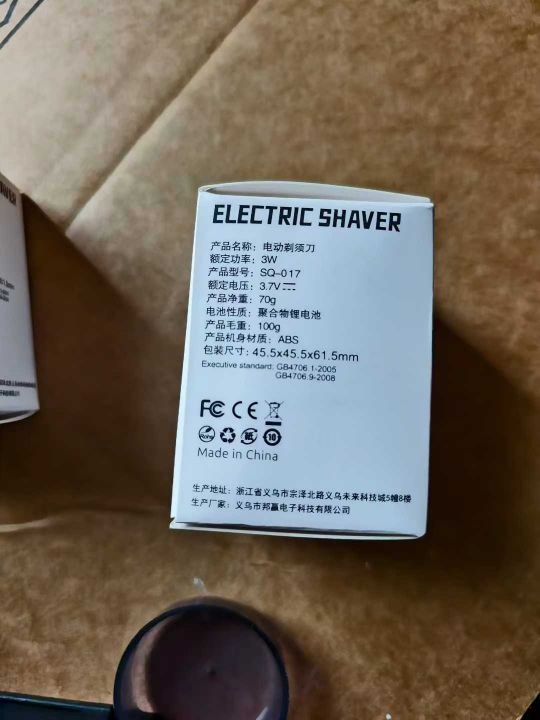 ELECTRIC SHAVER
产品名称：电动剃须刀
额定功率：3W
产品型号：SQ-017
额定电压：3.7V
产品净重：70g
电池性质：聚合物锂电池
产品毛重：100g
产品机身材质：ABS
包装尺寸：45.5x45.5x61.5mm
Executive standard: GB4706.1-2005
GB4706.9-2008
FC CE
RoHS 纸 10
Made in China
生产地址：浙江省义乌市宗泽北路义乌未来科技城5幢8楼
生产厂家：义乌市邦赢电子科技有限公司